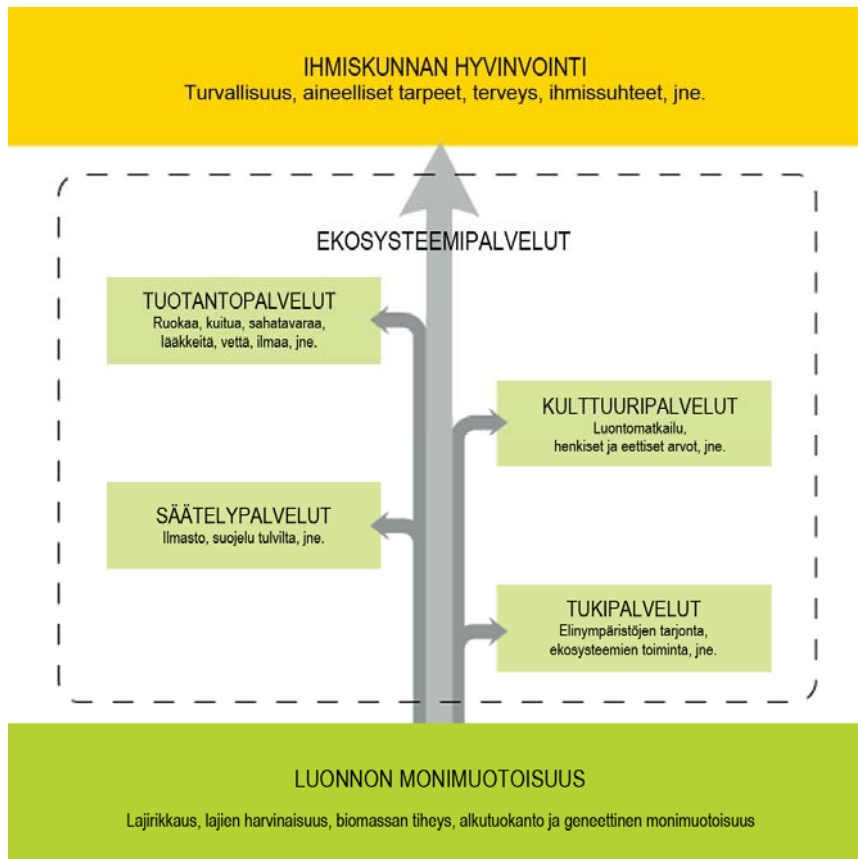 IHMISKUNNAN HYVINVOINTI
Turvallisuus, aineelliset tarpeet, terveys, ihmissuhteet, jne.
EKOSYSTEEMIPALVELUT
TUOTANTOPALVELUT
Ruokaa, kuitua, sahatavaraa,
lääkkeitä, vettä, ilmaa, jne.
KULTTUURIPALVELUT
Luontomatkailu,
henkiset ja eettiset arvot, jne.
SÄÄTELYPALVELUT
Ilmasto, suojelu tulvilta, jne.
TUKIPALVELUT
Elinympäristöjen tarjonta,
ekosysteemien toiminta, jne.
LUONNON MONIMUOTOISUUS
Lajirikkaus, lajien harvinaisuus, biomassan tiheys, alkutuokanto ja geneettinen monimuotoisuus